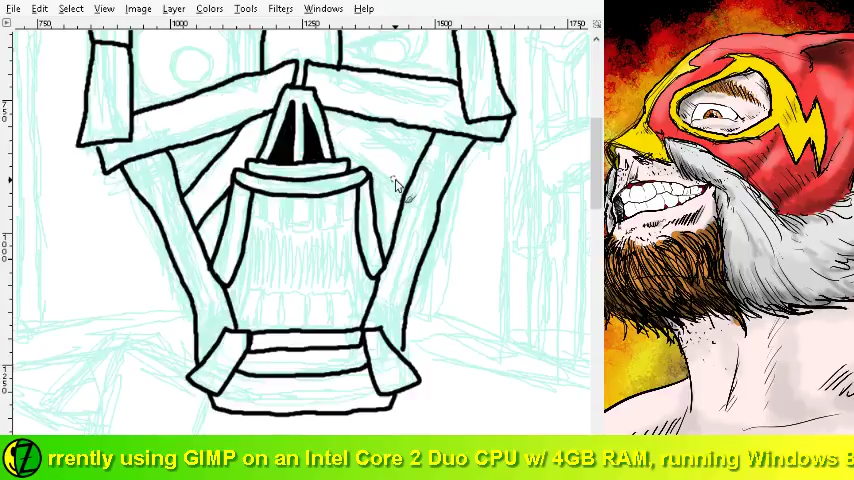 File Edit Select View Image Layer Colors Tools Filters Windows Help
750 1000 1250 1500 1750
rrently using GIMP on an Intel Core 2 Duo CPU w/ 4GB RAM, running Windows 8